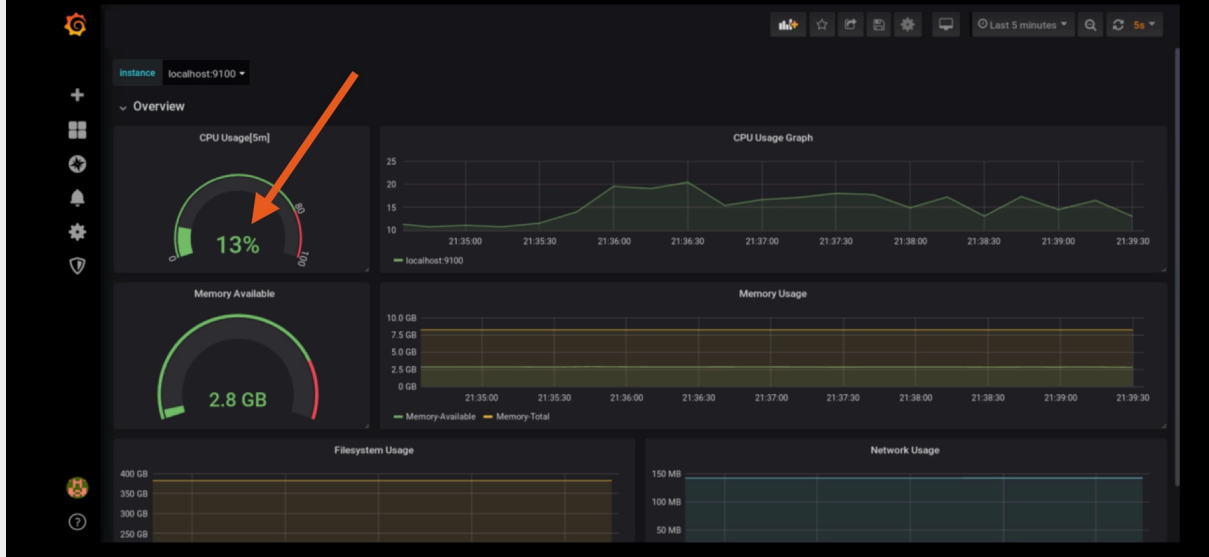 Last 5 minutes
5s
instance
localhost:9100
Overview
CPU Usage[5m]
0
80
100
13%
CPU Usage Graph
25
20
15
10
21:35:00 21:35:30 21:36:00 21:36:30 21:37:00 21:37:30 21:38:00 21:38:30 21:39:00 21:39:30
localhost:9100
Memory Available
2.8 GB
Memory Usage
10.0 GB
7.5 GB
5.0 GB
2.5 GB
0 GB
21:35:00 21:35:30 21:36:00 21:36:30 21:37:00 21:37:30 21:38:00 21:38:30 21:39:00 21:39:30
Memory-Available Memory-Total
Filesystem Usage
400 GB
350 GB
300 GB
250 GB
Network Usage
150 MB
100 MB
50 MB